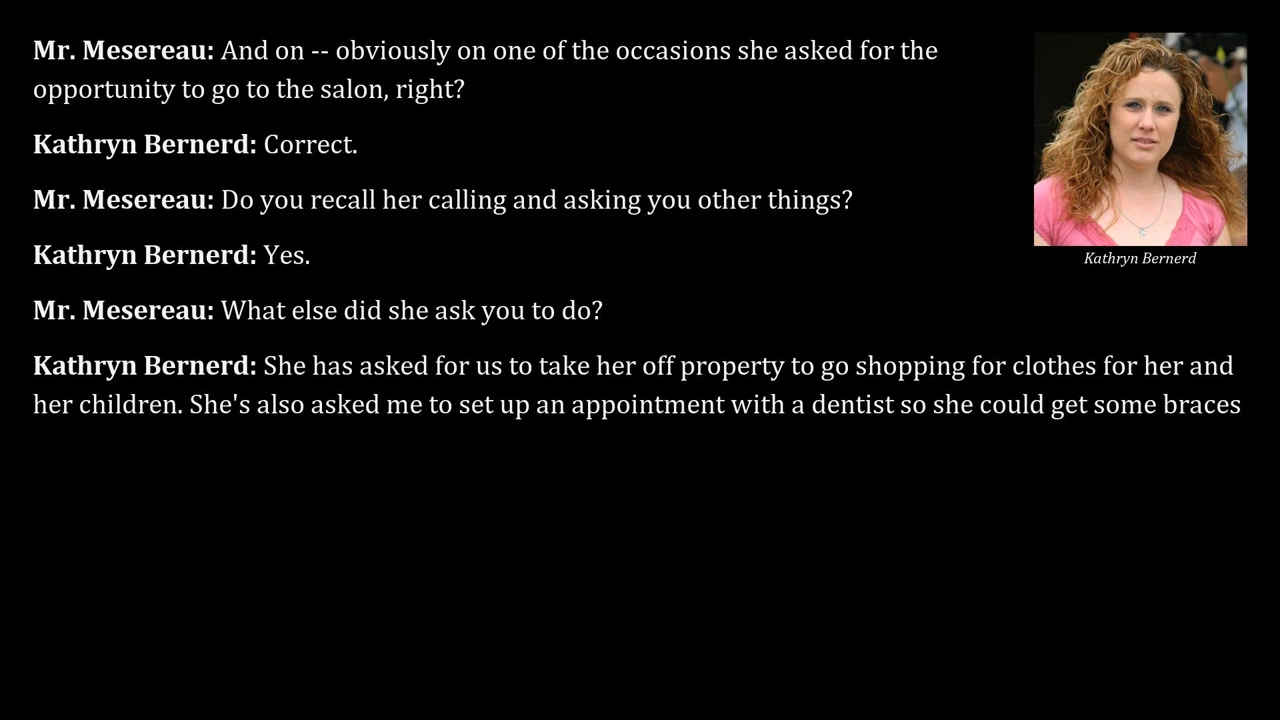 Mr. Mesereau: And on -- obviously on one of the occasions she asked for the
opportunity to go to the salon, right?
Kathryn Bernerd: Correct.
Mr. Mesereau: Do you recall her calling and asking you other things?
Kathryn Bernerd: Yes.
Kathryn Bernerd
Mr. Mesereau: What else did she ask you to do?
Kathryn Bernerd: She has asked for us to take her off property to go shopping for clothes for her and
her children. She's also asked me to set up an appointment with a dentist so she could get some braces